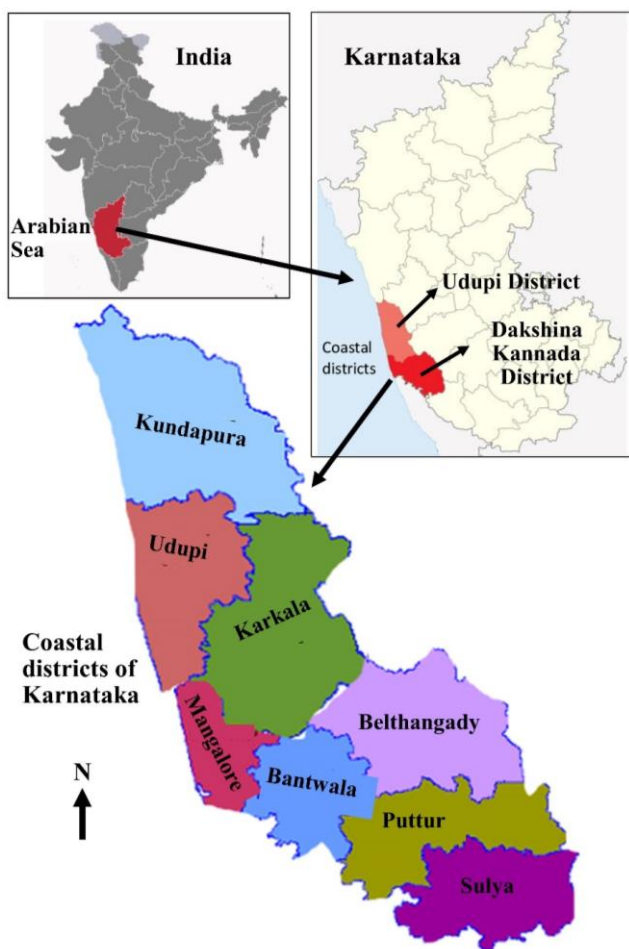 India
Arabian
Sea
Karnataka
Udupi District
Dakshina
Kannada
District
Coastal
districts
Kundapura
Udupi
Karkala
Coastal
districts of
Karnataka
Mangalore
Belthangady
Bantwala
N
Puttur
Sulya